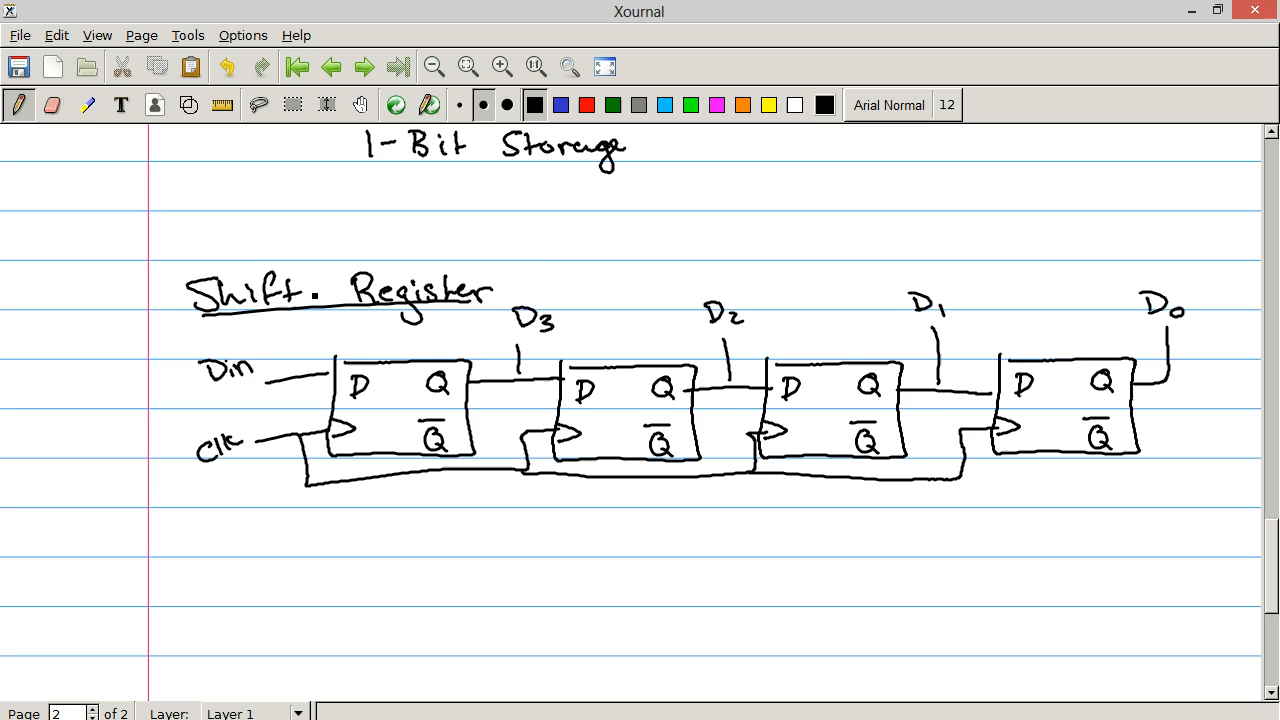 Xournal
File Edit View Page Tools Options Help
T Arial Normal 12
1-Bit Storage
Shift. Register
D3 D2 D1 D0
Din D Q D Q D Q D Q
Clk Q̅ Q̅ Q̅ Q̅
Page 2 of 2 Layer: Layer 1